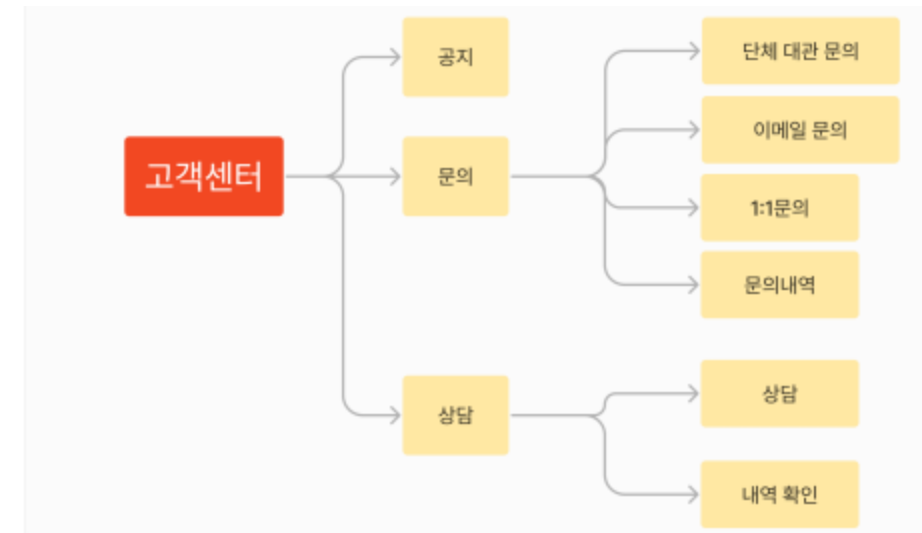 고객센터
공지
문의
상담
단체 대관 문의
이메일 문의
1:1문의
문의내역
상담
내역 확인